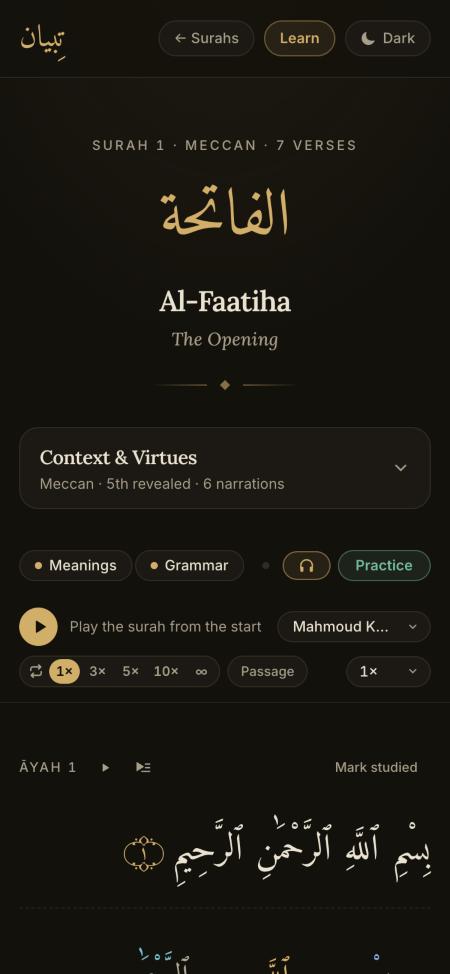 تِبيان
← Surahs Learn Dark
SURAH 1 · MECCAN · 7 VERSES
الفاتحة
Al-Faatiha
The Opening
Context & Virtues
Meccan · 5th revealed · 6 narrations
Meanings Grammar Practice
Play the surah from the start Mahmoud K...
1× 3× 5× 10× ∞ Passage 1×
ĀYAH 1 Mark studied
بِسْمِ ٱللَّهِ ٱلرَّحْمَٰنِ ٱلرَّحِيمِ ١